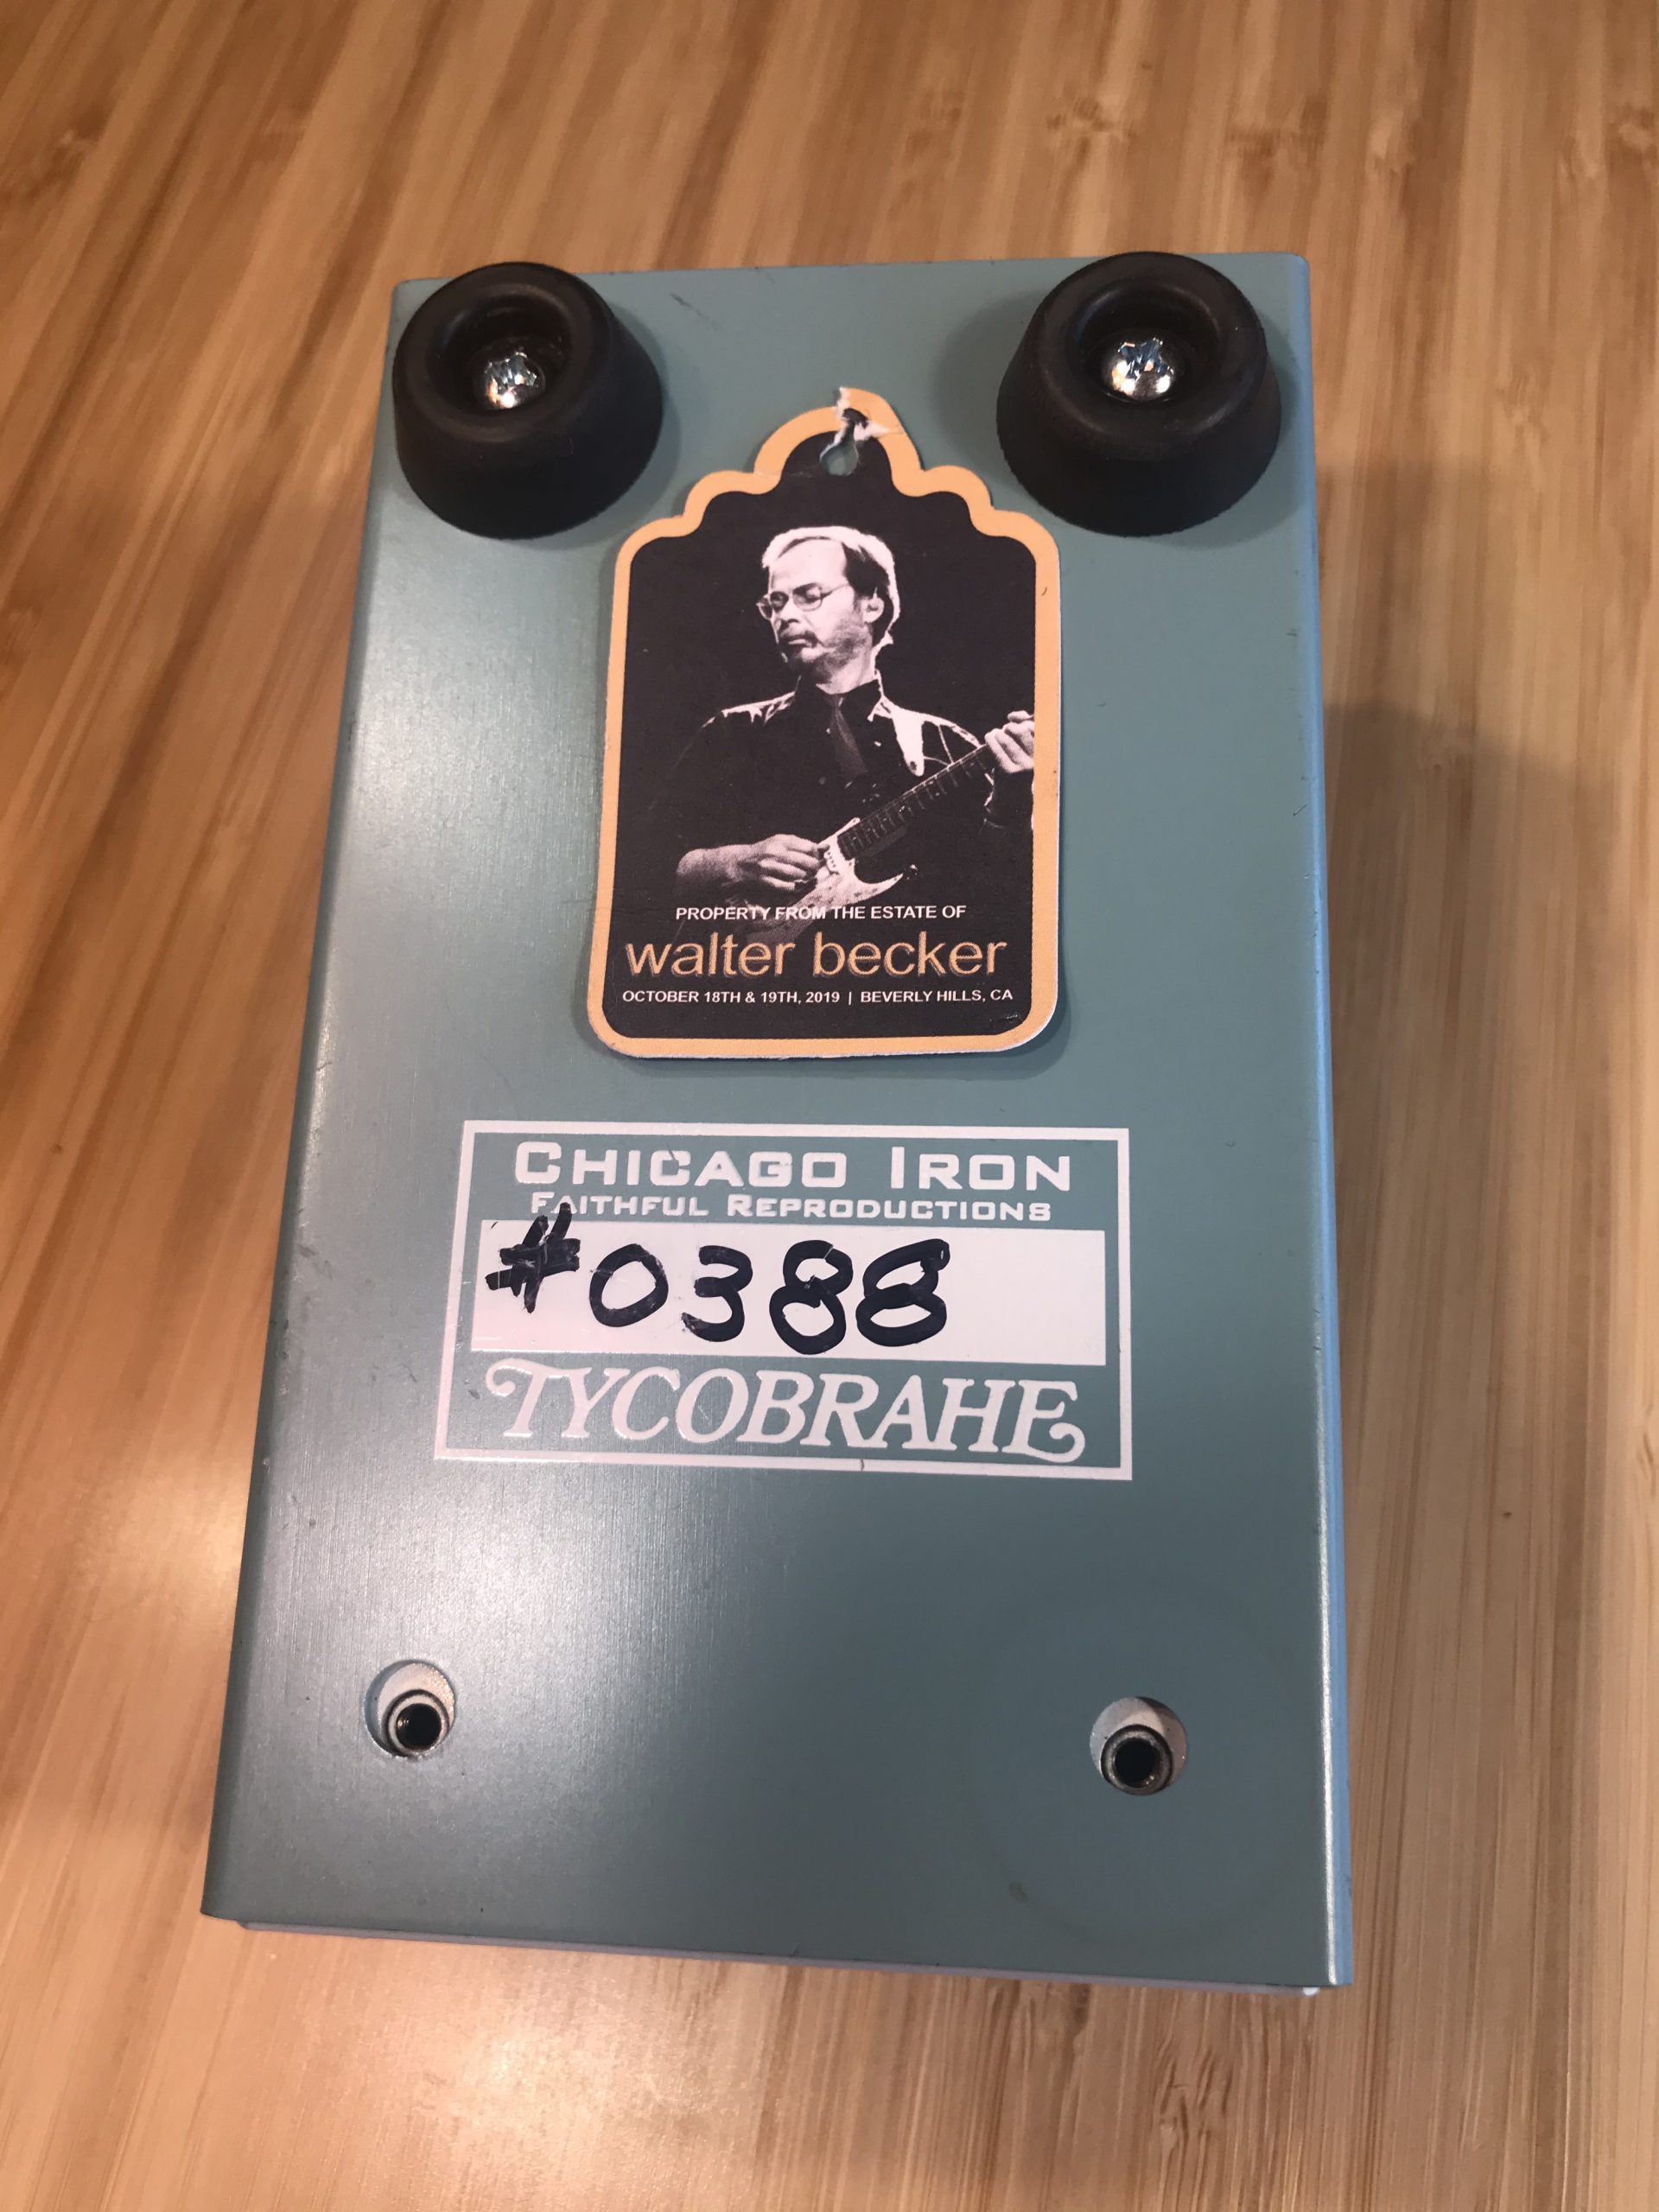 PROPERTY FROM THE ESTATE OF
walter becker
OCTOBER 18TH & 19TH, 2019 | BEVERLY HILLS, CA
CHICAGO IRON
FAITHFUL REPRODUCTIONS
#0388
TYCOBRAHE